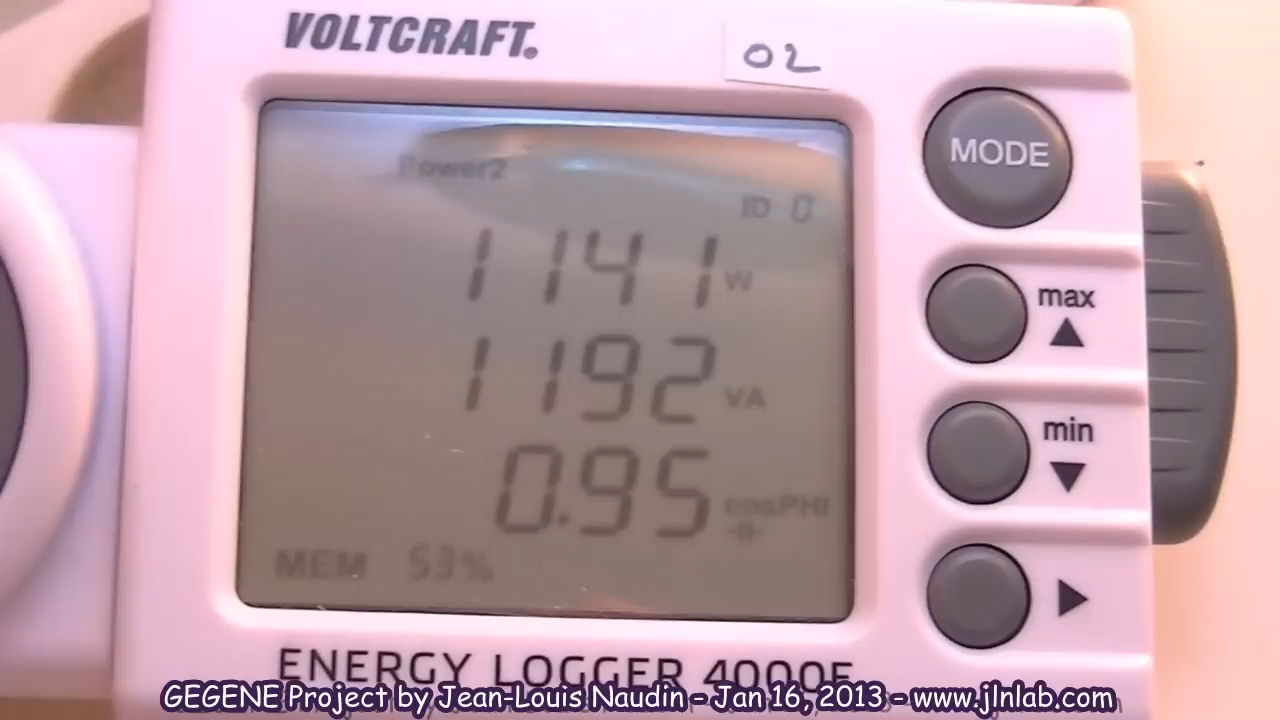 VOLTCRAFT.
02
MODE
Power2
ID 0
1141 W
max
1192 VA
min
0.95 cosPHI
MEM 53%
ENERGY LOGGER 4000F
GEGENE Project by Jean-Louis Naudin - Jan 16, 2013 - www.jlnlab.com